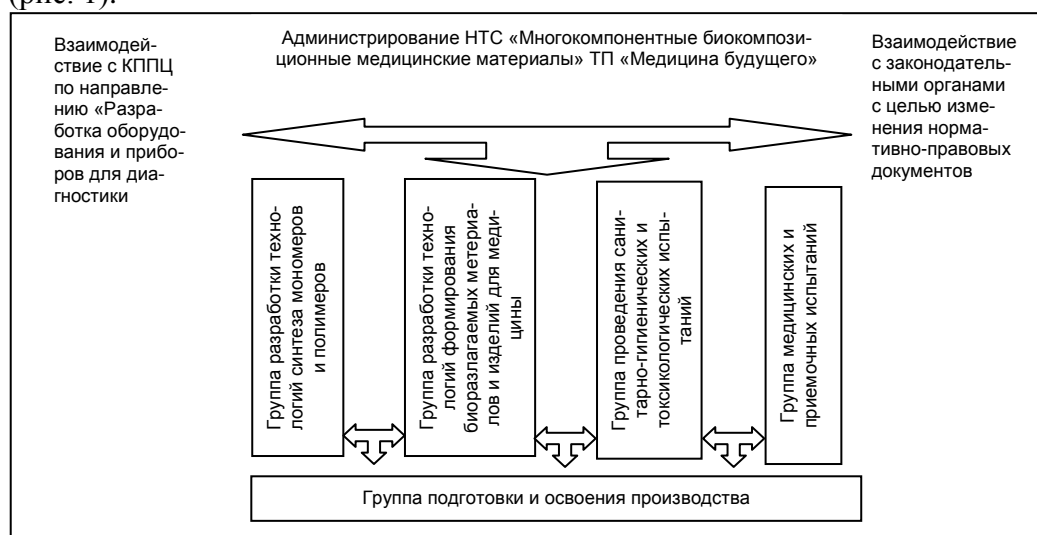 (рис. 1).
Администрирование НТС «Многокомпонентные биокомпози-
ционные медицинские материалы» ТП «Медицина будущего»
Взаимодей-
ствие с КППЦ
по направле-
нию «Разра-
ботка оборудо-
вания и прибо-
ров для диа-
гностики
Взаимодействие
с законодатель-
ными органами
с целью изме-
нения норма-
тивно-правовых
документов
Группа разработки техно-
логий синтеза мономеров
и полимеров
Группа разработки техно-
логий формирования
биоразлагаемых метериа-
лов и изделий для меди-
цины
Группа проведения сани-
тарно-гипиенических и
токсикологических испы-
таний
Группа медицинских и
приемочных испытаний
Группа подготовки и освоения производства